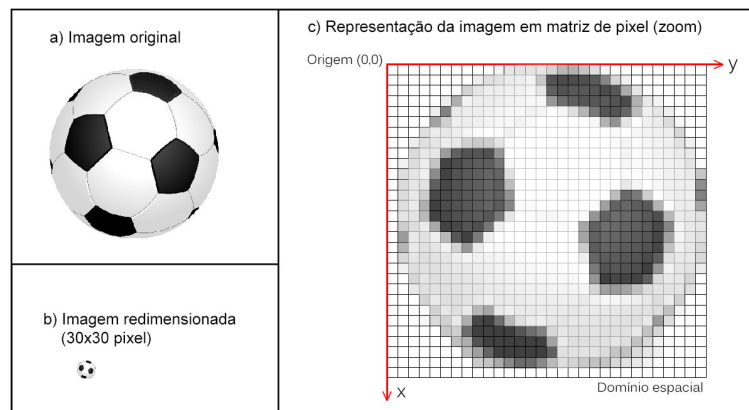 a) Imagem original
b) Imagem redimensionada
(30x30 pixel)
c) Representação da imagem em matriz de pixel (zoom)
Origem (0,0)
y
x
Domínio espacial